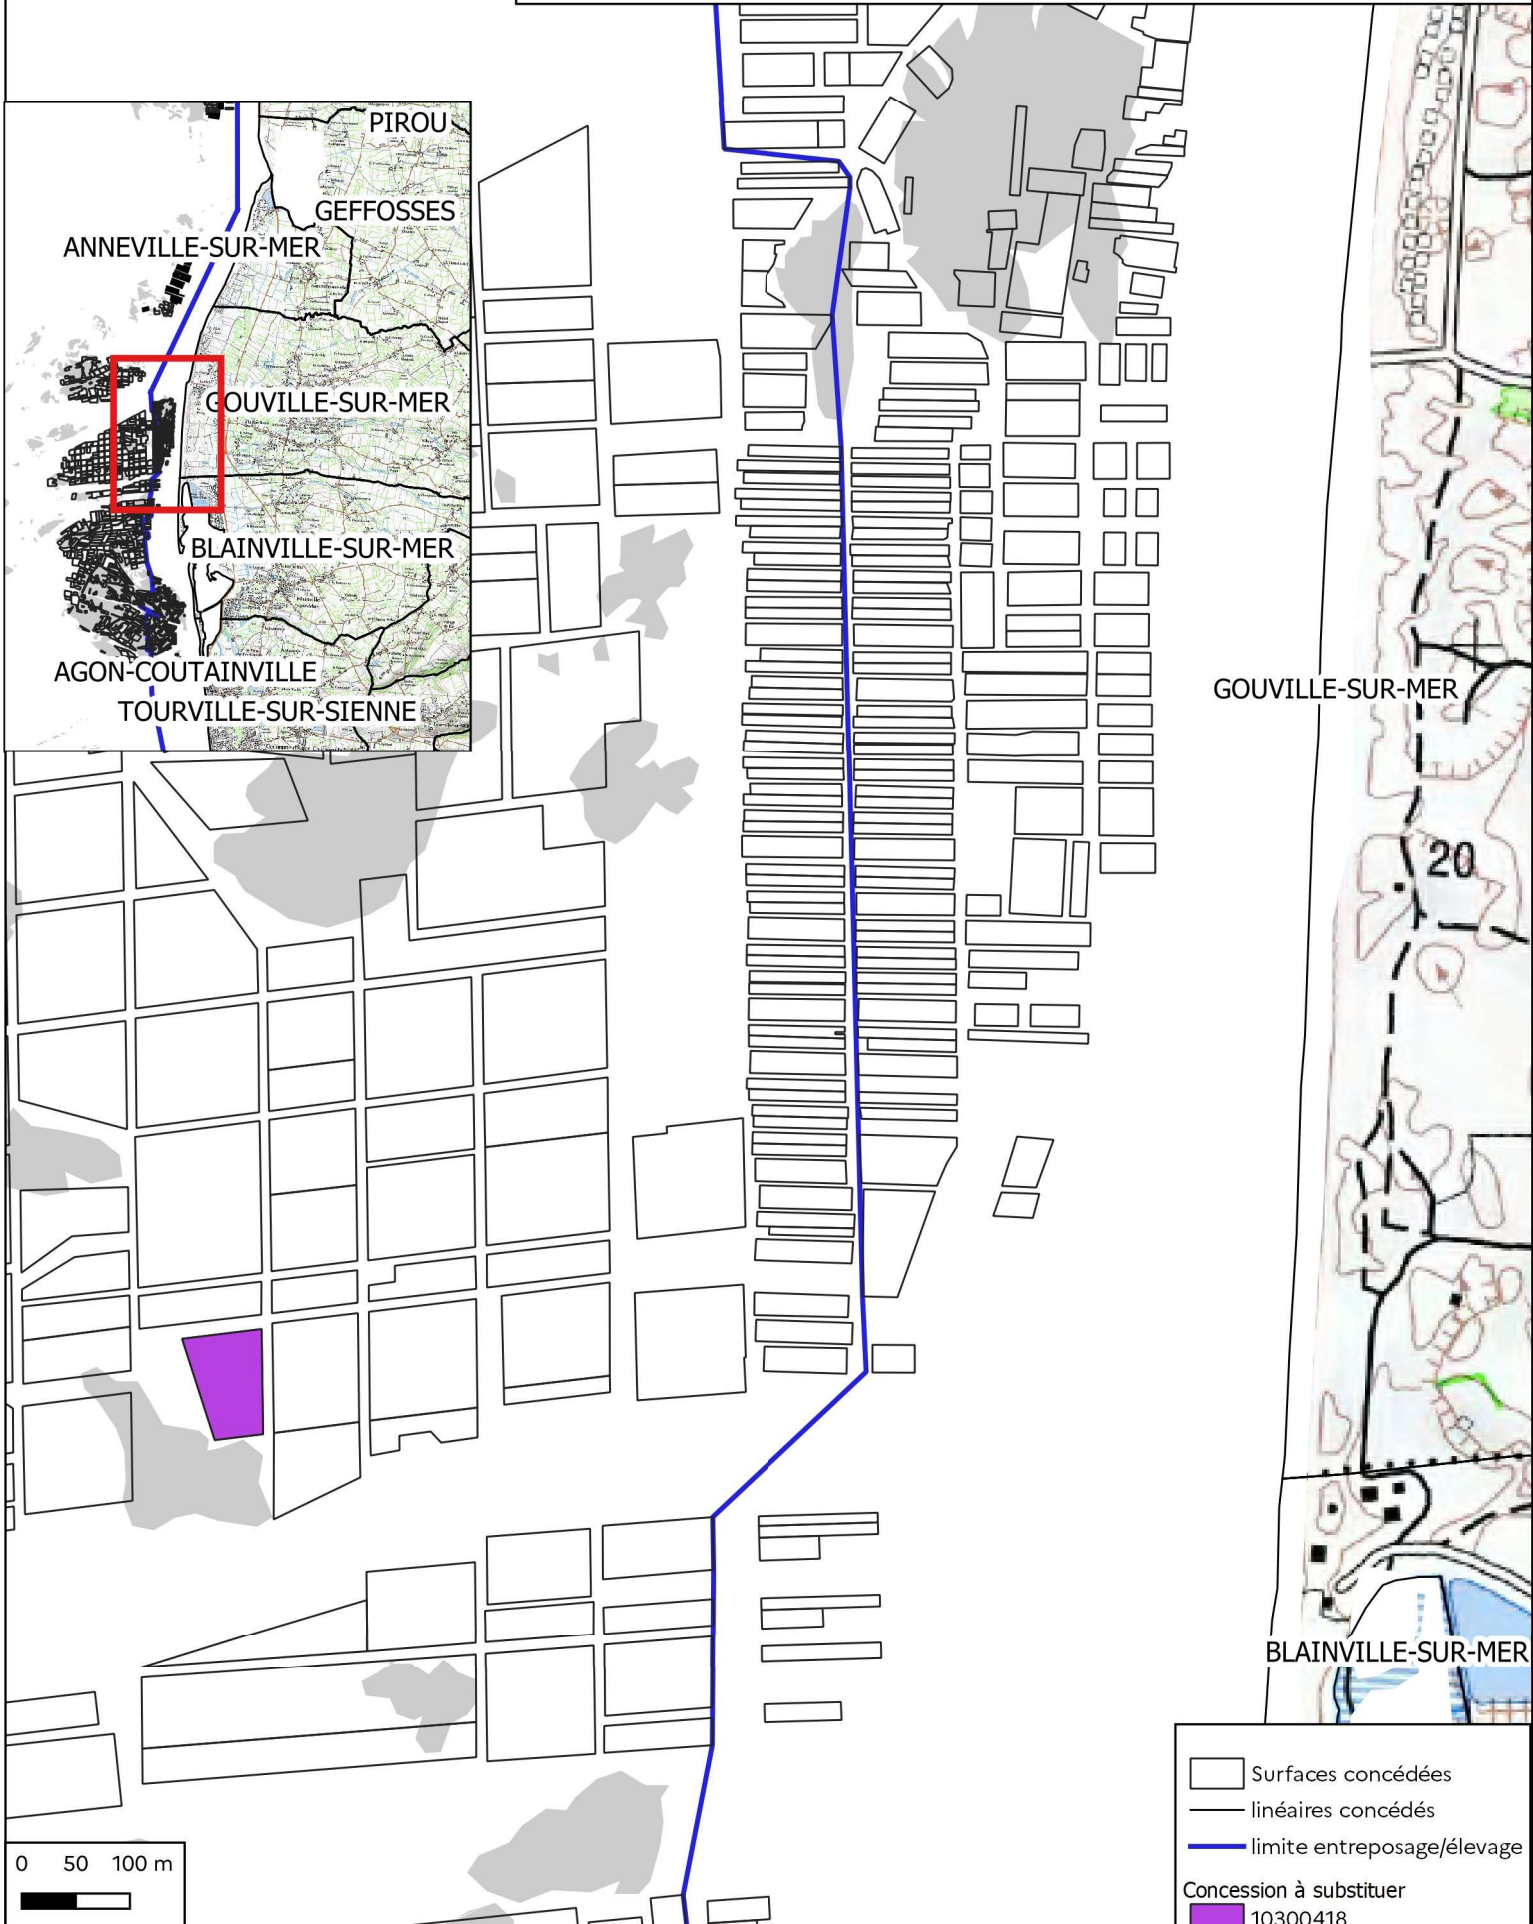 PIROU
GEFFOSSES
ANNEVILLE-SUR-MER
GOUVILLE-SUR-MER
BLAINVILLE-SUR-MER
AGON-COUTAINVILLE
TOURVILLE-SUR-SIENNE
GOUVILLE-SUR-MER
20
BLAINVILLE-SUR-MER
Surfaces concédées
linéaires concédés
limite entreposage/élevage
Concession à substituer
10300418
0 50 100 m